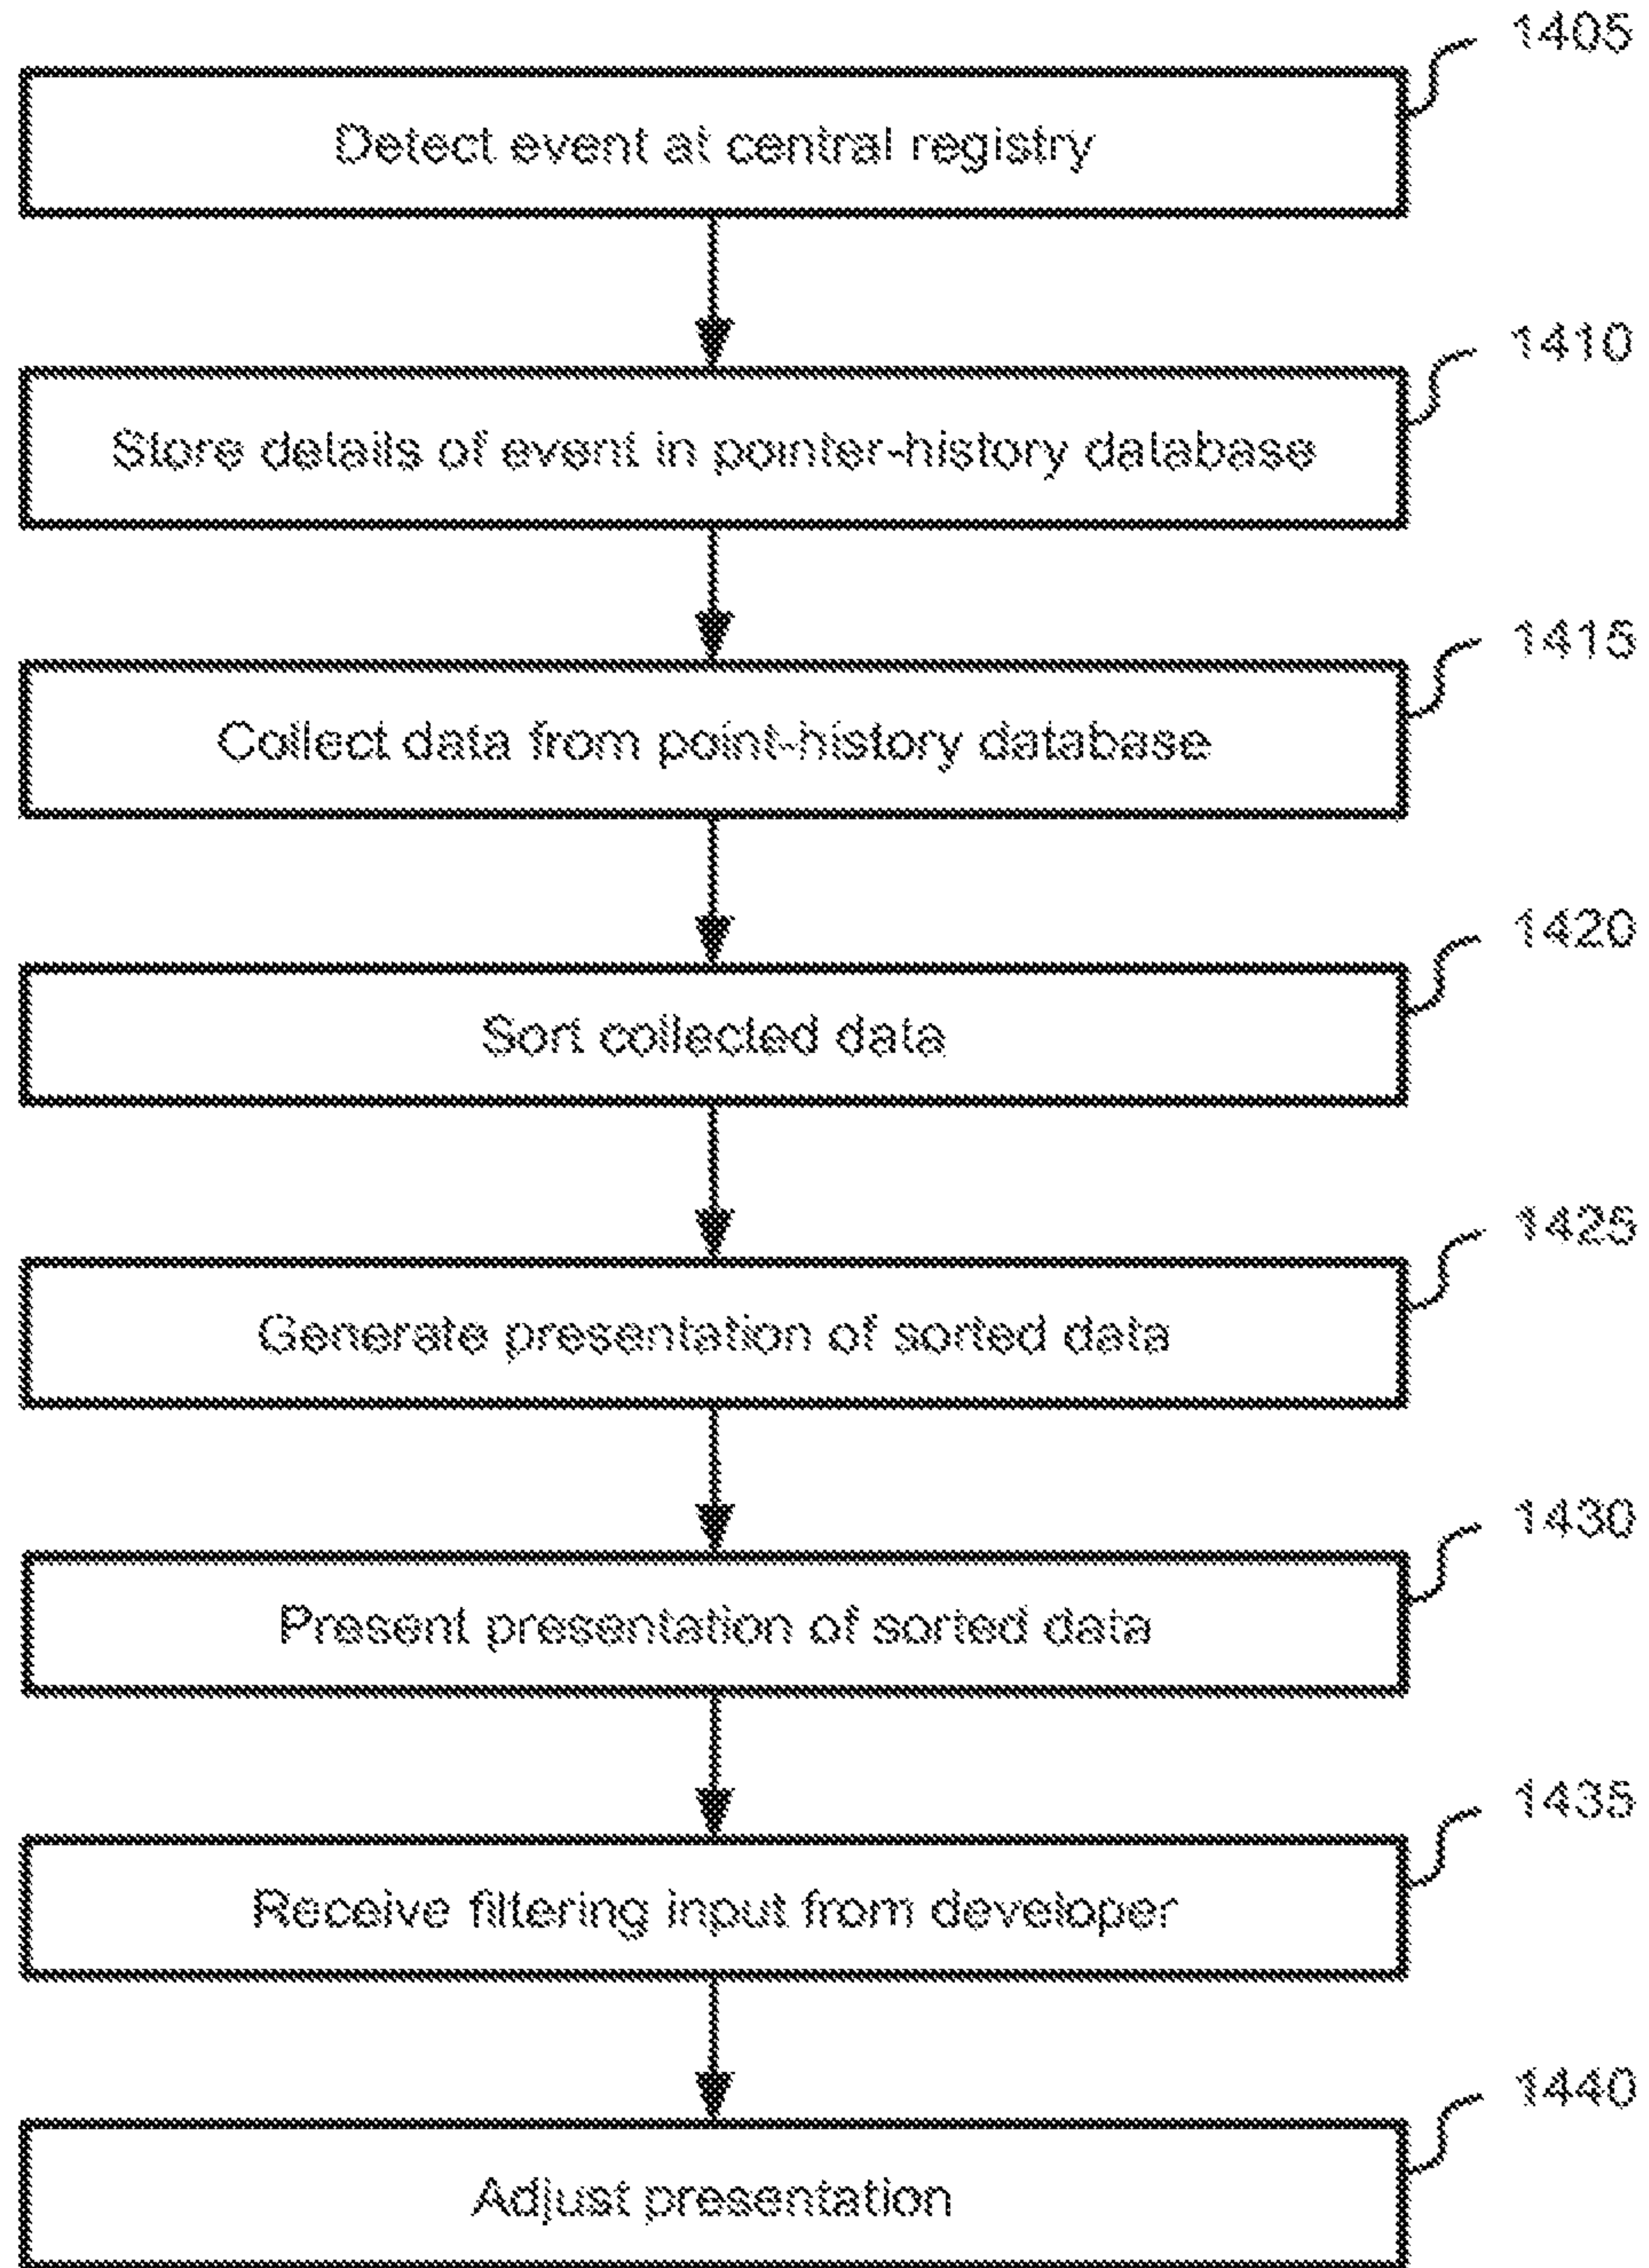 1405
Detect event at central registry
1410
Store details of event in pointer-history database
1415
Collect data from point-history database
1420
Sort collected data
1425
Generate presentation of sorted data
1430
Present presentation of sorted data
1435
Receive filtering input from developer
1440
Adjust presentation